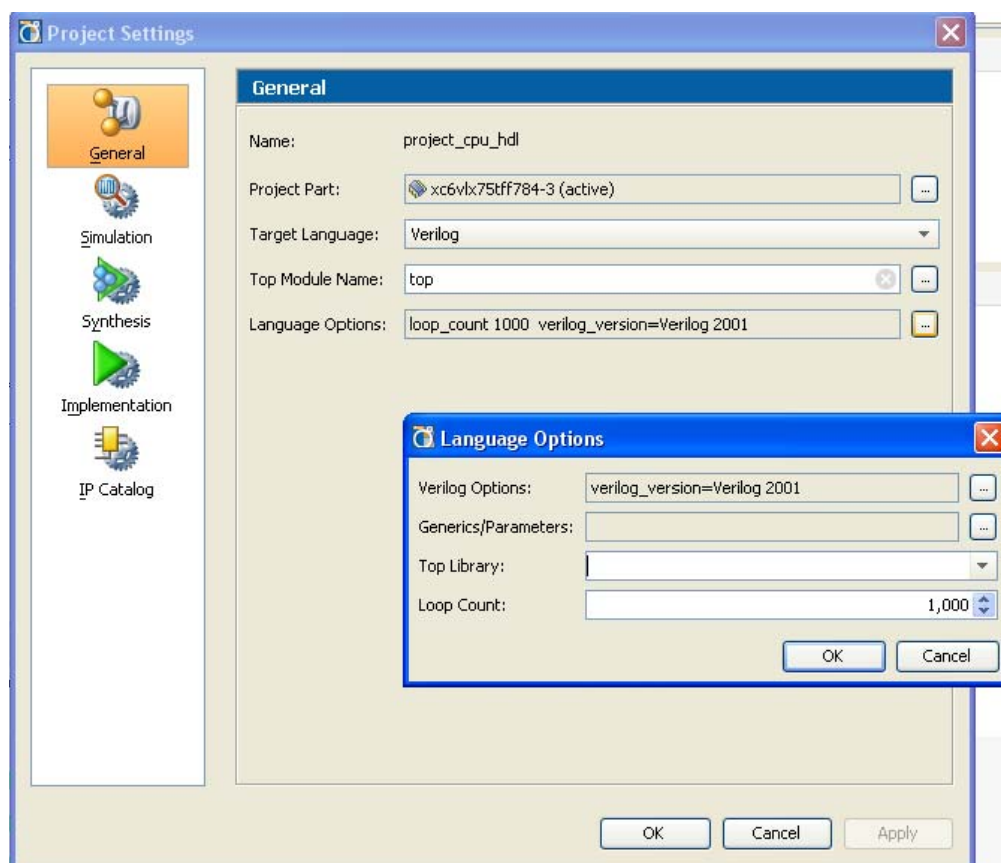 Project Settings
General
Simulation
Synthesis
Implementation
IP Catalog
General
Name: project_cpu_hdl
Project Part: xc6vlx75tff784-3 (active) ...
Target Language: Verilog
Top Module Name: top ...
Language Options: loop_count 1000 verilog_version=Verilog 2001 ...
Language Options
Verilog Options: verilog_version=Verilog 2001 ...
Generics/Parameters: ...
Top Library:
Loop Count: 1,000
OK Cancel
OK Cancel Apply